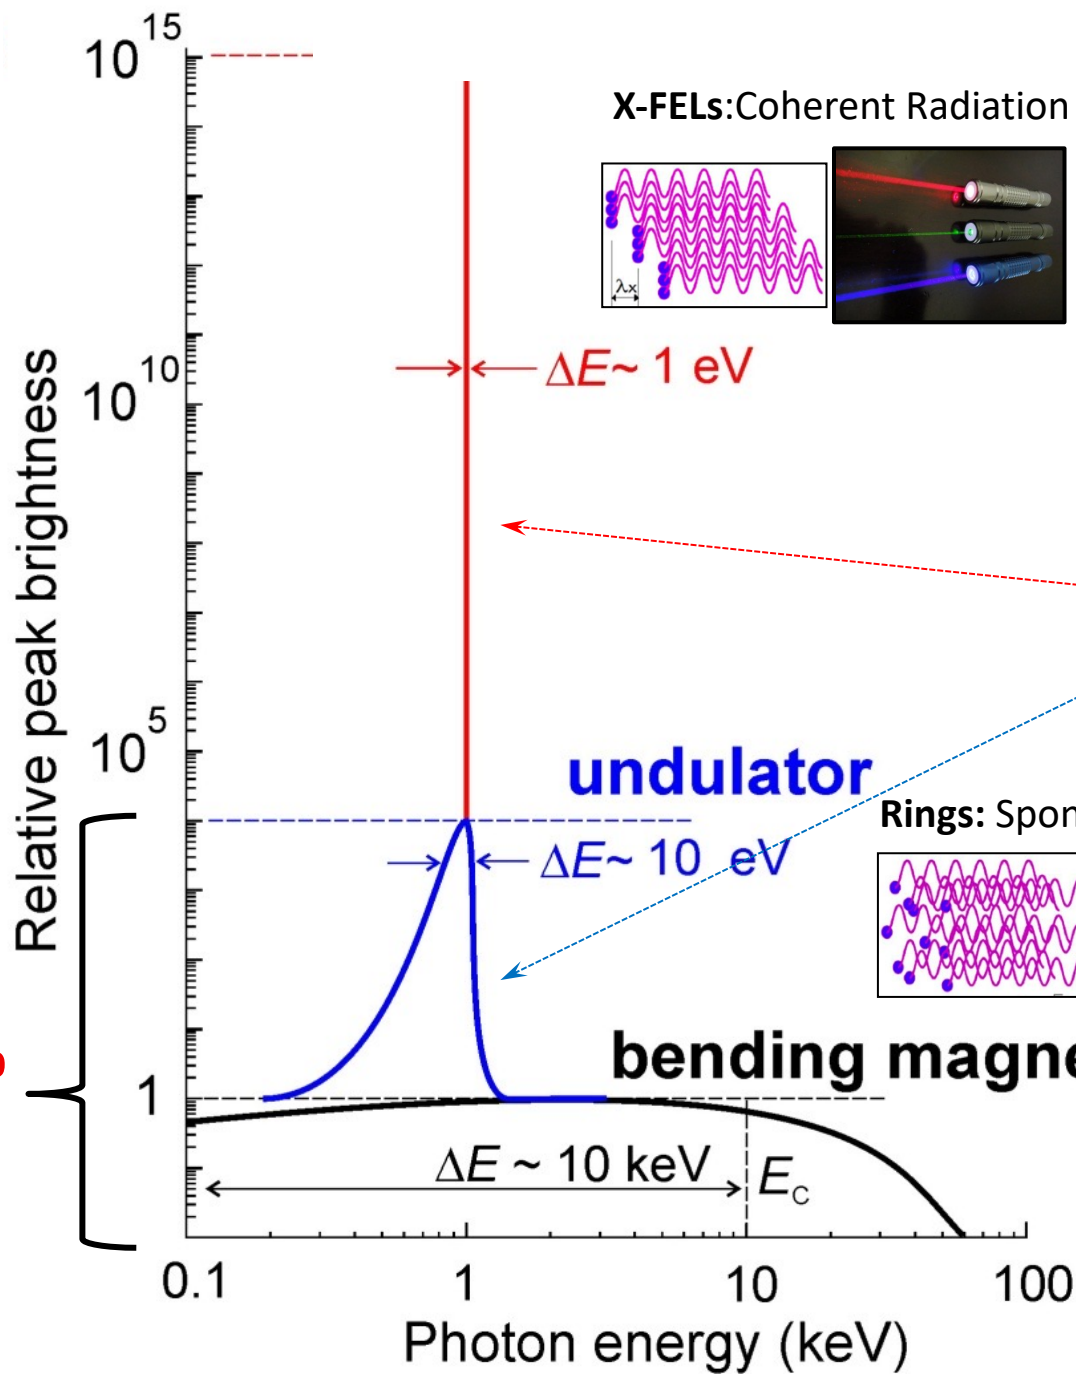 10^15
X-FELs:Coherent Radiation
λx
ΔE~ 1 eV
10^10
Relative peak brightness
10^5
undulator
Rings: Spon
ΔE~ 10 eV
bending magne
1
ΔE ~ 10 keV
E_C
0.1
1
10
100
Photon energy (keV)